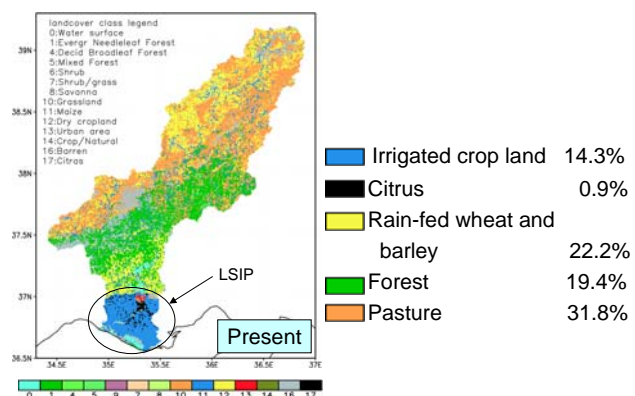 landcover class legend
0:Water surface
1:Evergr Needleleaf Forest
4:Decid Broadleaf Forest
5:Mixed Forest
6:Shrub
7:Shrub/grass
8:Savanna
10:Grassland
11:Maize
12:Dry cropland
13:Urban area
14:Crop/Natural
16:Barren
17:Citras
39N
38.5N
38N
37.5N
37N
36.5N
34.5E
35E
35.5E
36E
36.5E
37E
LSIP
Present
0 1 4 5 9 7 8 10 11 12 13 14 16 17
Irrigated crop land 14.3%
Citrus 0.9%
Rain-fed wheat and
barley 22.2%
Forest 19.4%
Pasture 31.8%